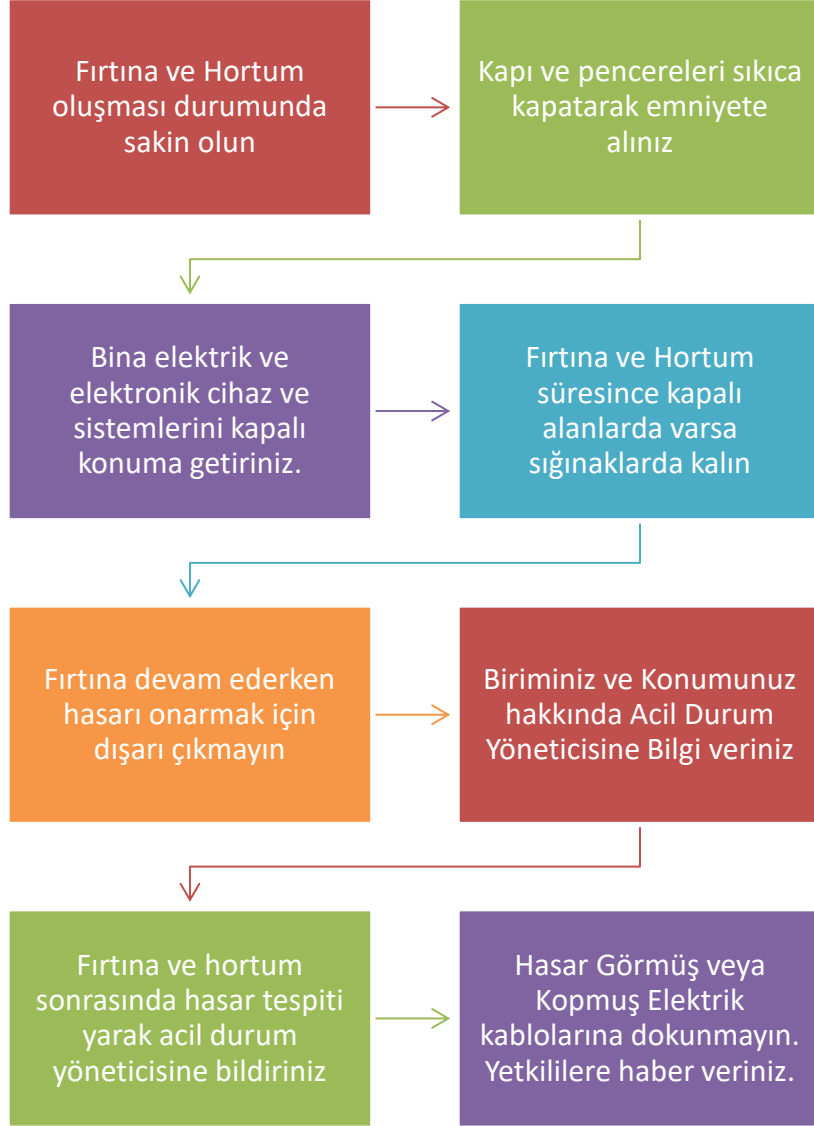 Fırtına ve Hortum
oluşması durumunda
sakin olun
Kapı ve pencereleri sıkıca
kapatarak emniyete
alınız
Bina elektrik ve
elektronik cihaz ve
sistemlerini kapalı
konuma getiriniz.
Fırtına ve Hortum
süresince kapalı
alanlarda varsa
sığınaklarda kalın
Fırtına devam ederken
hasarı onarmak için
dışarı çıkmayın
Biriminiz ve Konumunuz
hakkında Acil Durum
Yöneticisine Bilgi veriniz
Fırtına ve hortum
sonrasında hasar tespiti
yarak acil durum
yöneticisine bildiriniz
Hasar Görmüş veya
Kopmuş Elektrik
kablolarına dokunmayın.
Yetkililere haber veriniz.